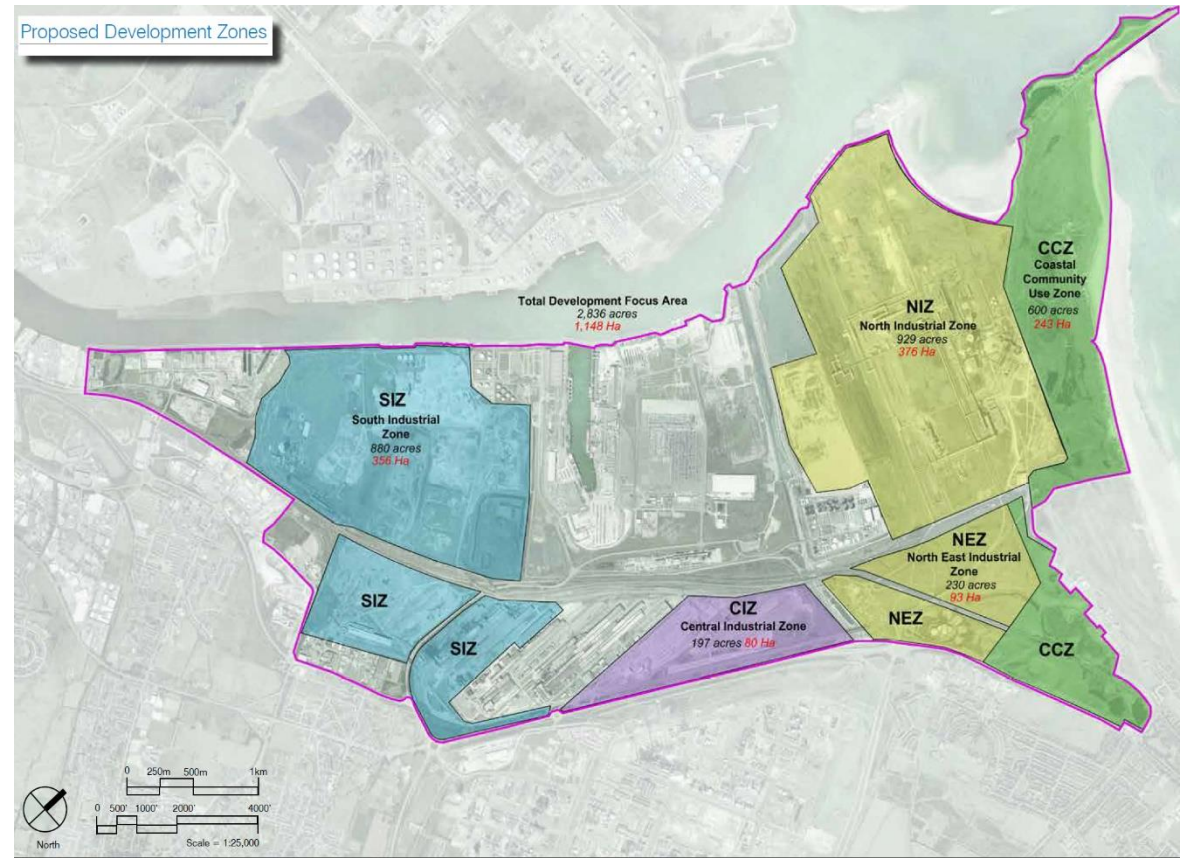 Proposed Development Zones
Total Development Focus Area
2,836 acres
1,148 Ha
CCZ
Coastal
Community
Use Zone
600 acres
243 Ha
NIZ
North Industrial Zone
929 acres
376 Ha
SIZ
South Industrial
Zone
880 acres
356 Ha
NEZ
North East Industrial
Zone
230 acres
93 Ha
SIZ
SIZ
CIZ
Central Industrial Zone
197 acres 80 Ha
NEZ
CCZ
0 250m 500m 1km
0 500' 1000' 2000' 4000'
Scale = 1:25,000
North